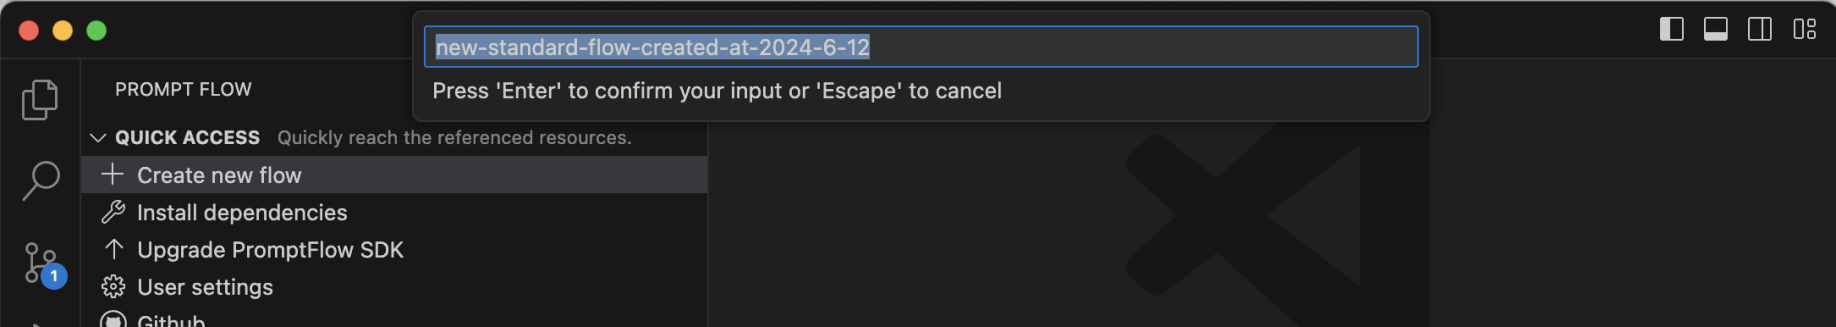 new-standard-flow-created-at-2024-6-12
Press 'Enter' to confirm your input or 'Escape' to cancel
PROMPT FLOW
QUICK ACCESS Quickly reach the referenced resources.
Create new flow
Install dependencies
Upgrade PromptFlow SDK
1
User settings
Github